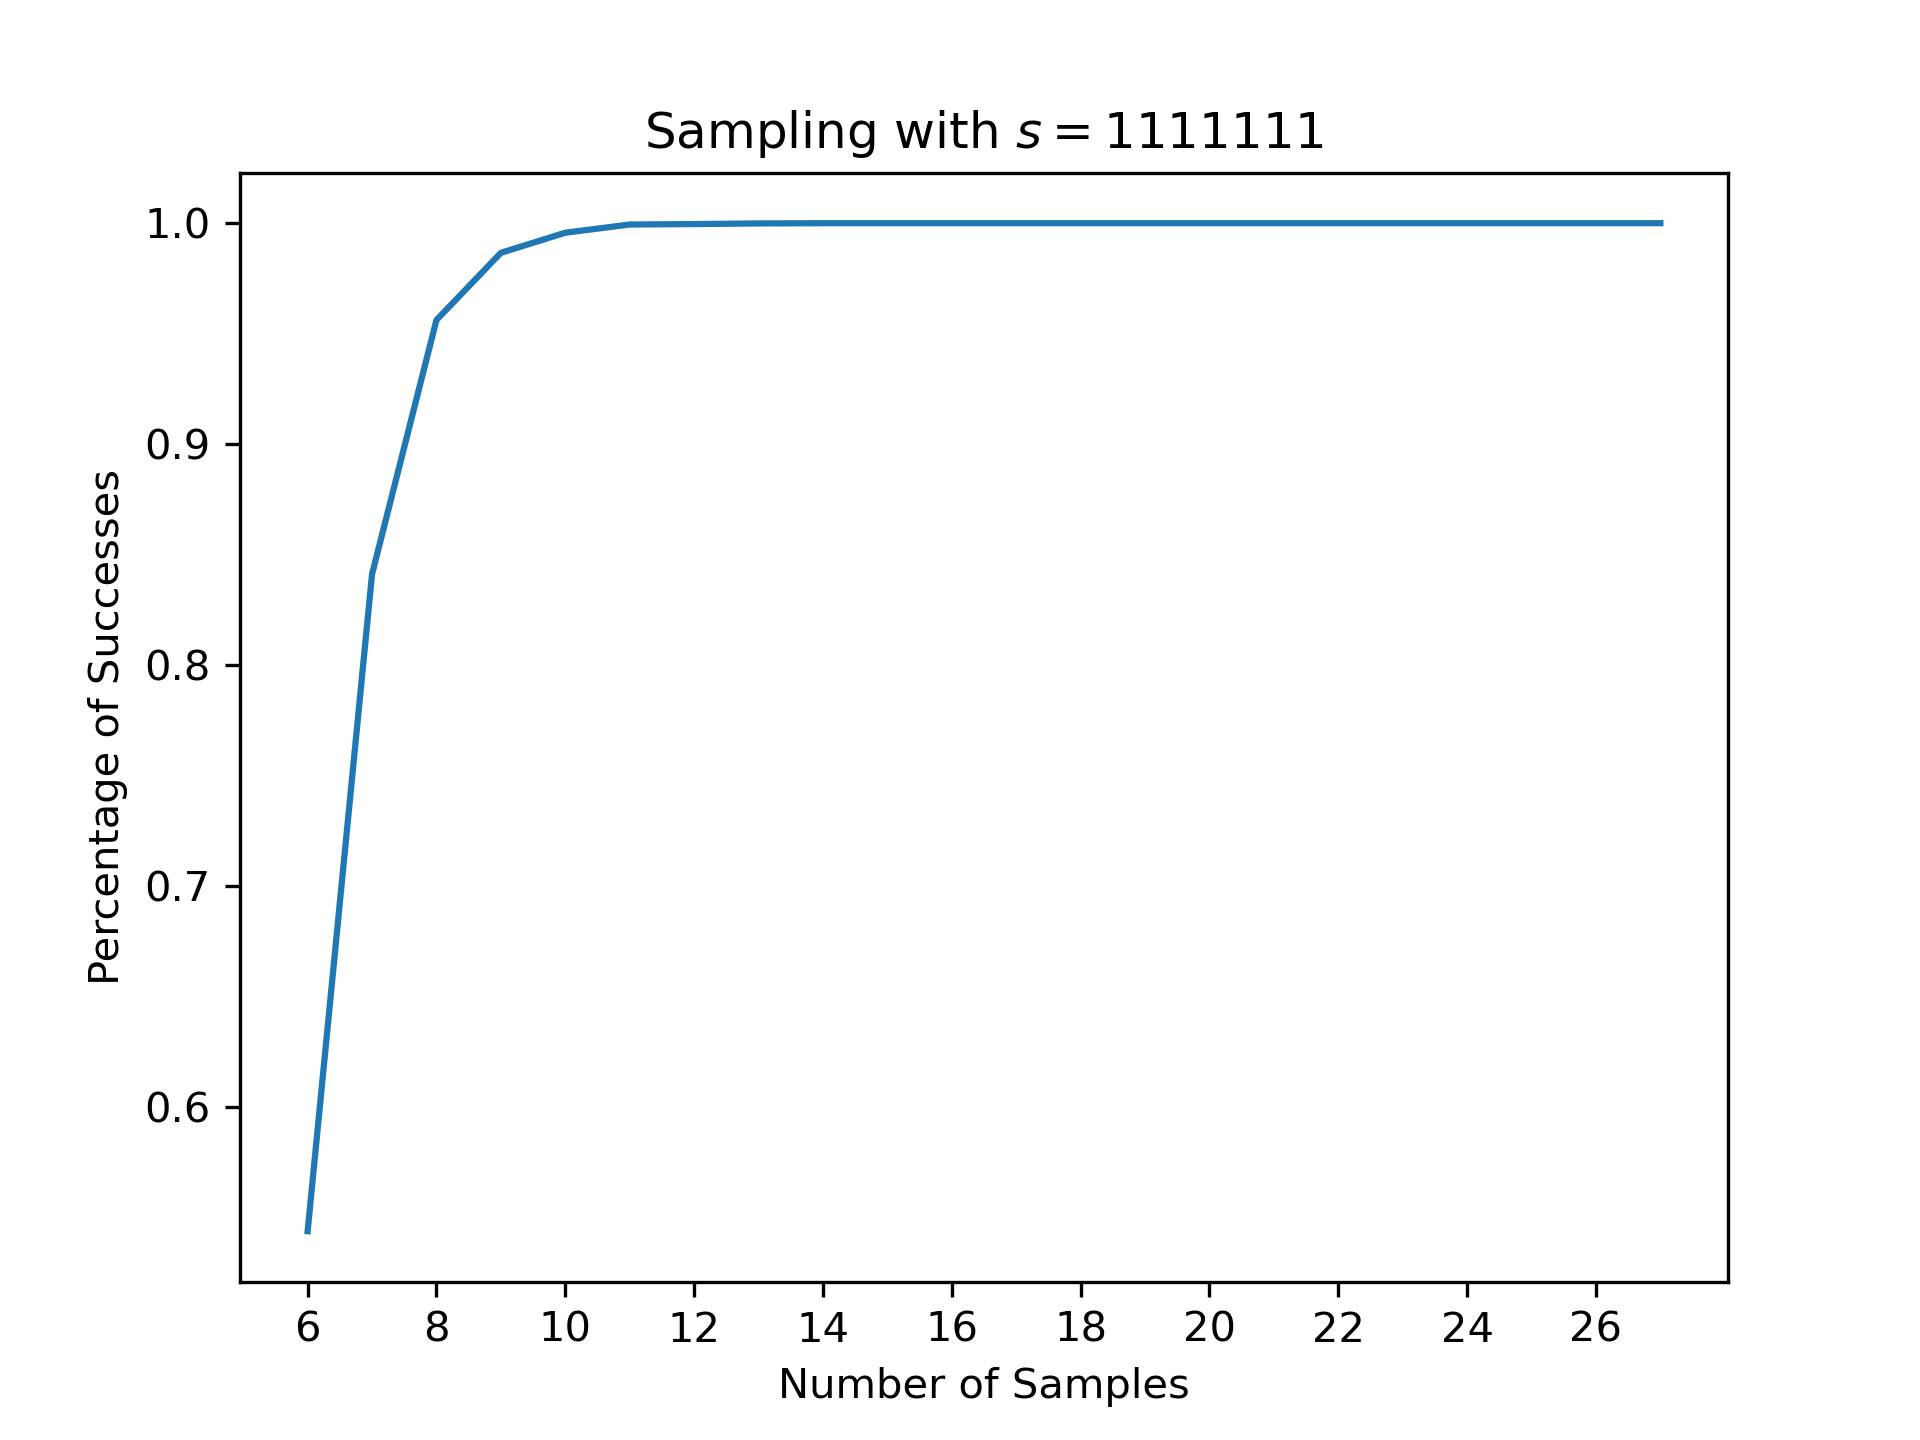 Sampling with s = 1111111
1.0
0.9
0.8
0.7
0.6
Percentage of Successes
6 8 10 12 14 16 18 20 22 24 26
Number of Samples